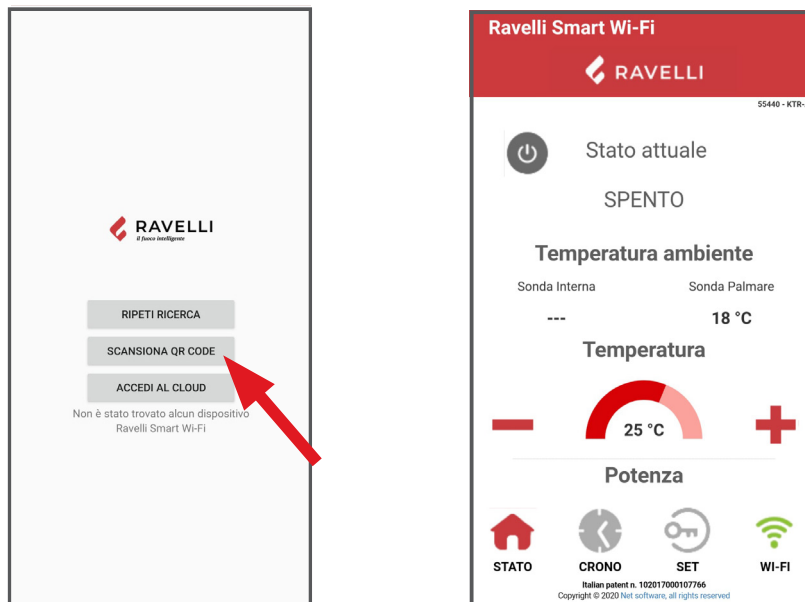 RAVELLI
il fuoco intelligente
RIPETI RICERCA
SCANSIONA QR CODE
ACCEDI AL CLOUD
Non è stato trovato alcun dispositivo
Ravelli Smart Wi-Fi
Ravelli Smart Wi-Fi
RAVELLI
55440 - KTR-
Stato attuale
SPENTO
Temperatura ambiente
Sonda Interna
Sonda Palmare
---
18 °C
Temperatura
25 °C
Potenza
STATO
CRONO
SET
WI-FI
Italian patent n. 102017000107766
Copyright © 2020 Net software, all rights reserved